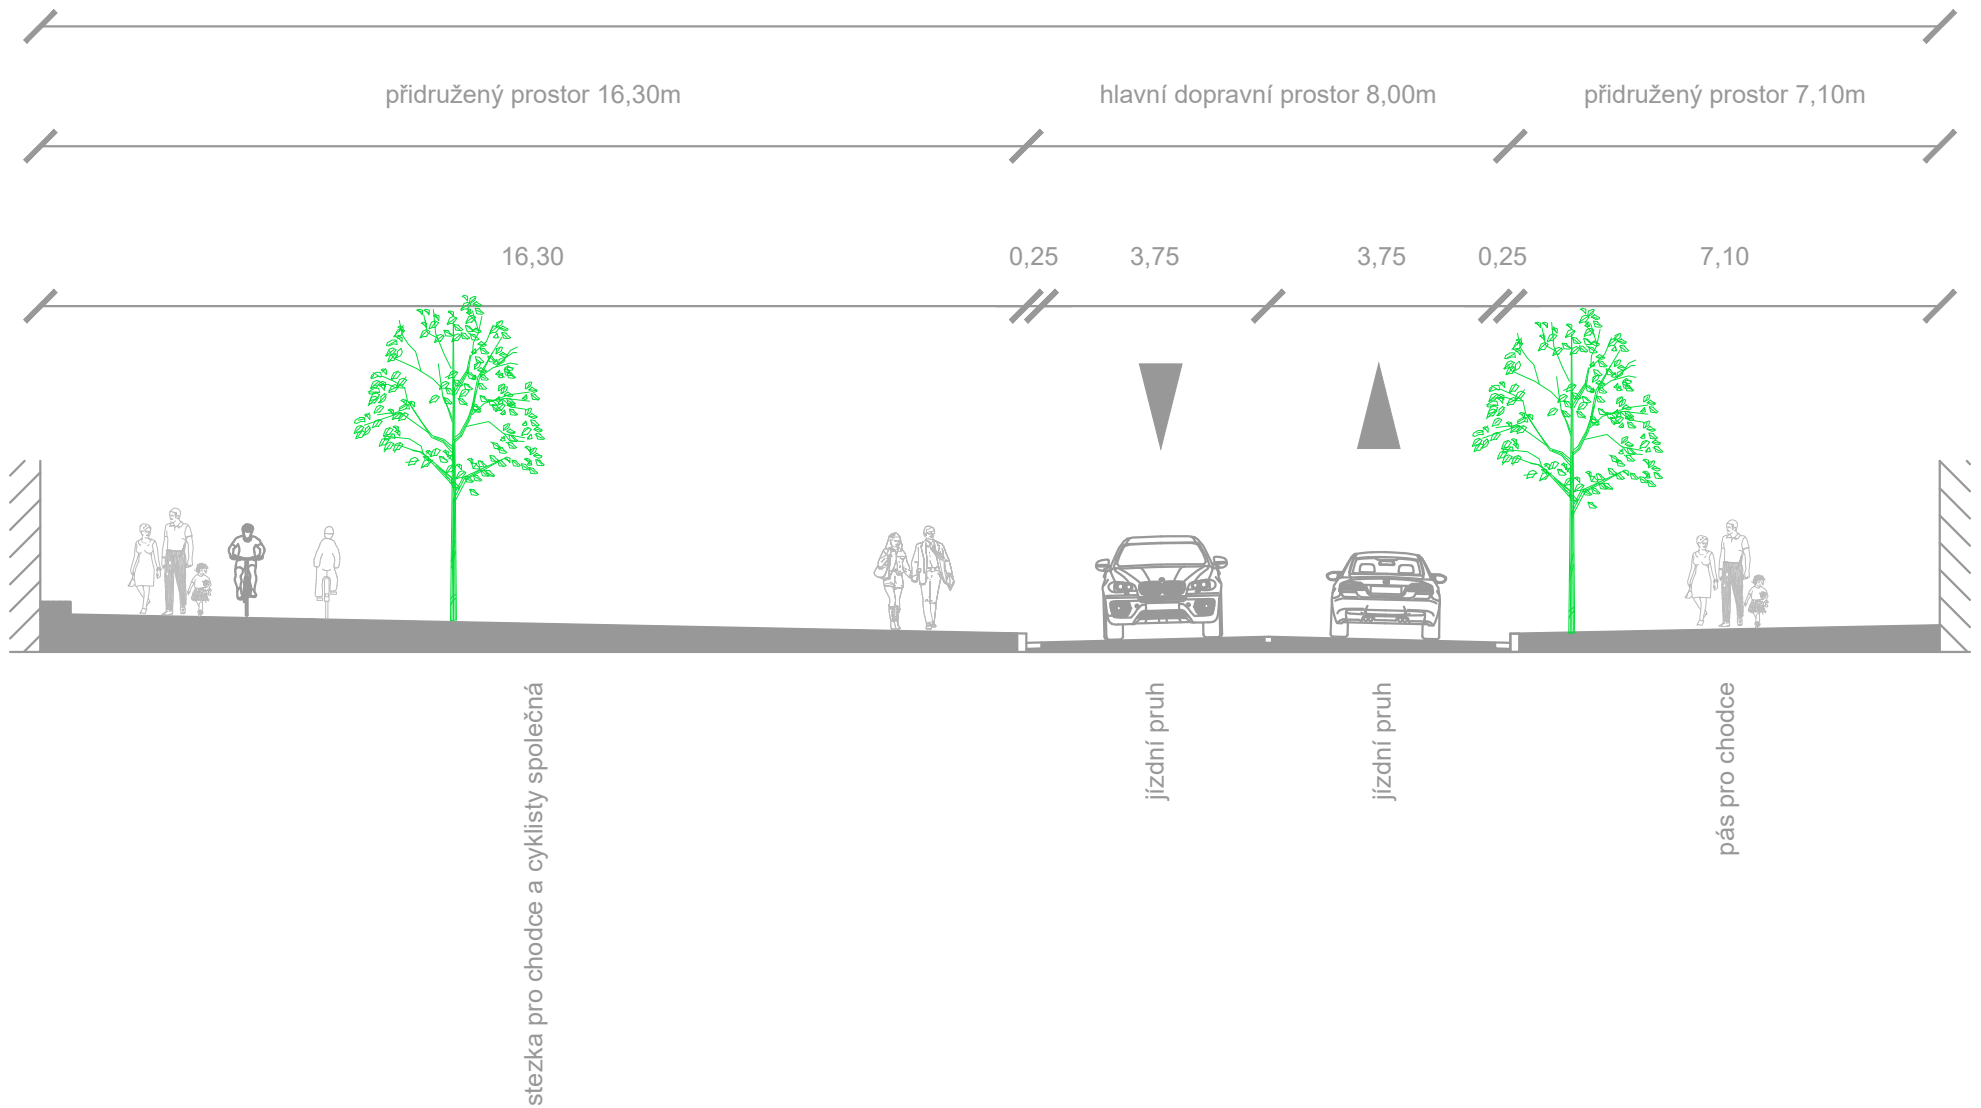 přidružený prostor 16,30m
hlavní dopravní prostor 8,00m
přidružený prostor 7,10m
16,30
0,25
3,75
3,75
0,25
7,10
stezka pro chodce a cyklisty společná
jízdní pruh
jízdní pruh
pás pro chodce